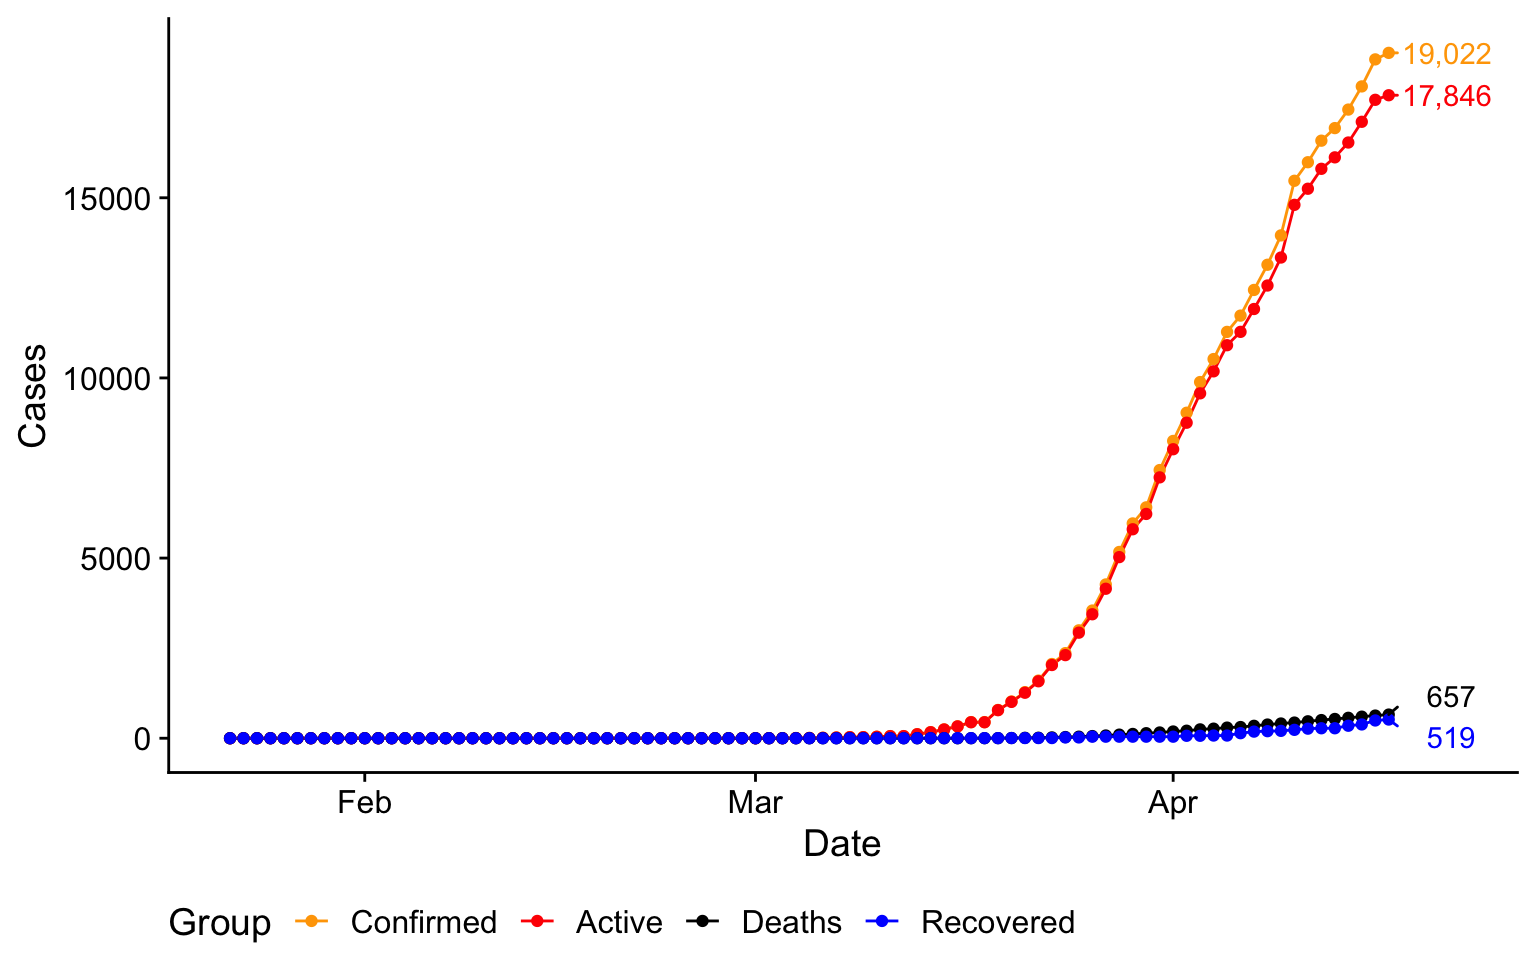 19,022
17,846
15000
10000
5000
0
Cases
657
519
Feb Mar Apr
Date
Group Confirmed Active Deaths Recovered